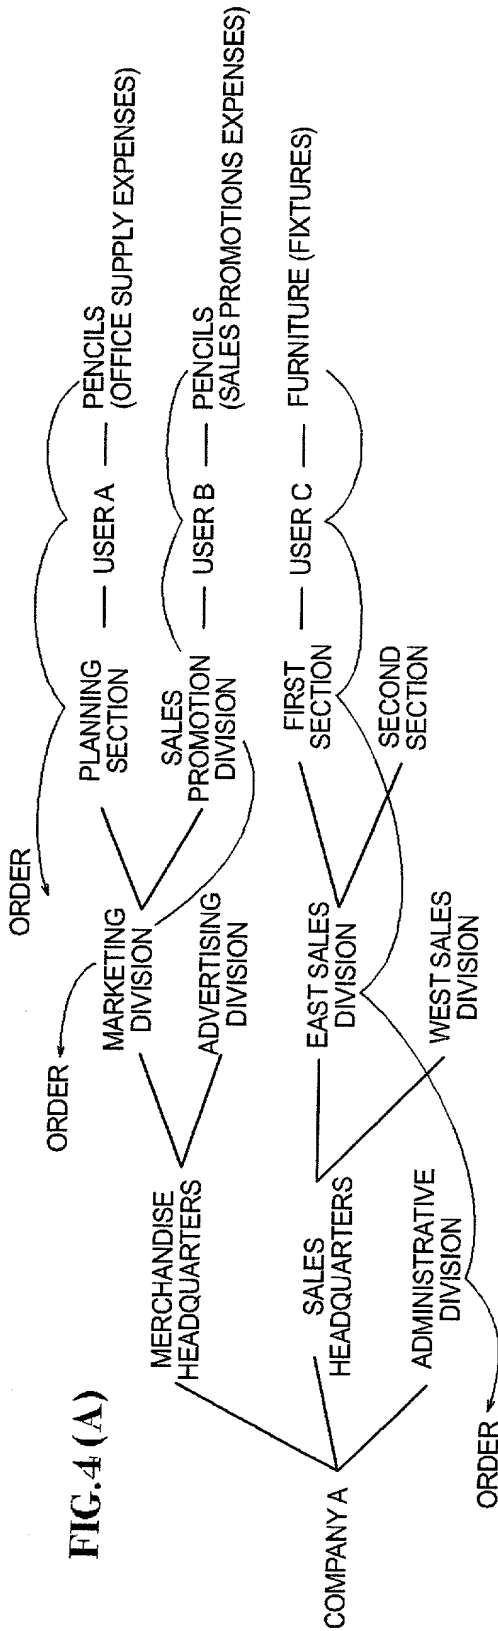 FIG.4 (A)
COMPANY A
MERCHANDISE
HEADQUARTERS
SALES
HEADQUARTERS
ADMINISTRATIVE
DIVISION
ORDER
ORDER
MARKETING
DIVISION
ADVERTISING
DIVISION
EAST SALES
DIVISION
WEST SALES
DIVISION
ORDER
PLANNING
SECTION
SALES
PROMOTION
DIVISION
FIRST
SECTION
SECOND
SECTION
USER A
USER B
USER C
PENCILS
(OFFICE SUPPLY EXPENSES)
PENCILS
(SALES PROMOTIONS EXPENSES)
FURNITURE (FIXTURES)